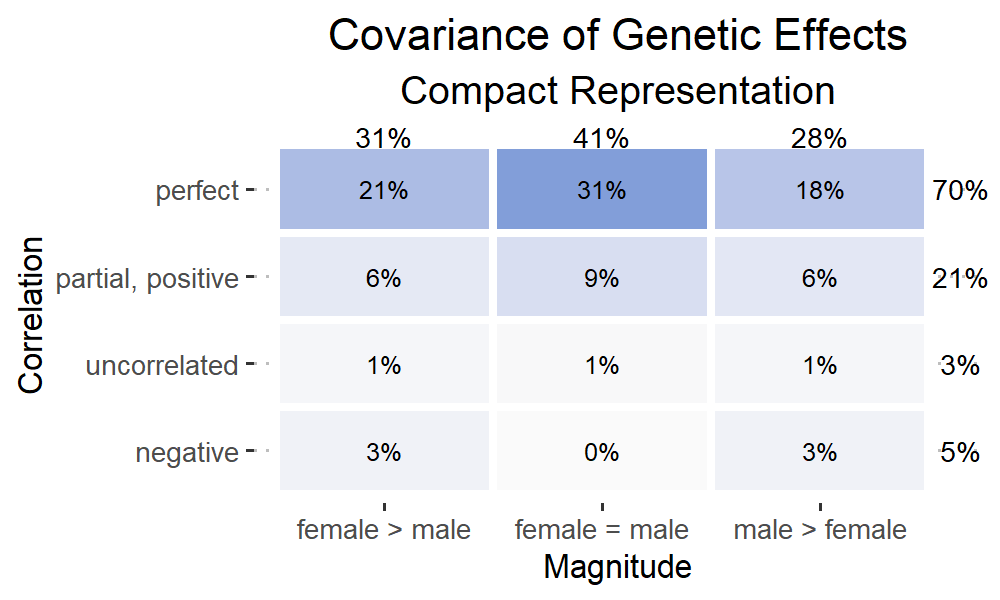 Covariance of Genetic Effects
Compact Representation
31% 41% 28%
perfect 21% 31% 18% 70%
partial, positive 6% 9% 6% 21%
uncorrelated 1% 1% 1% 3%
negative 3% 0% 3% 5%
Correlation
female > male female = male male > female
Magnitude